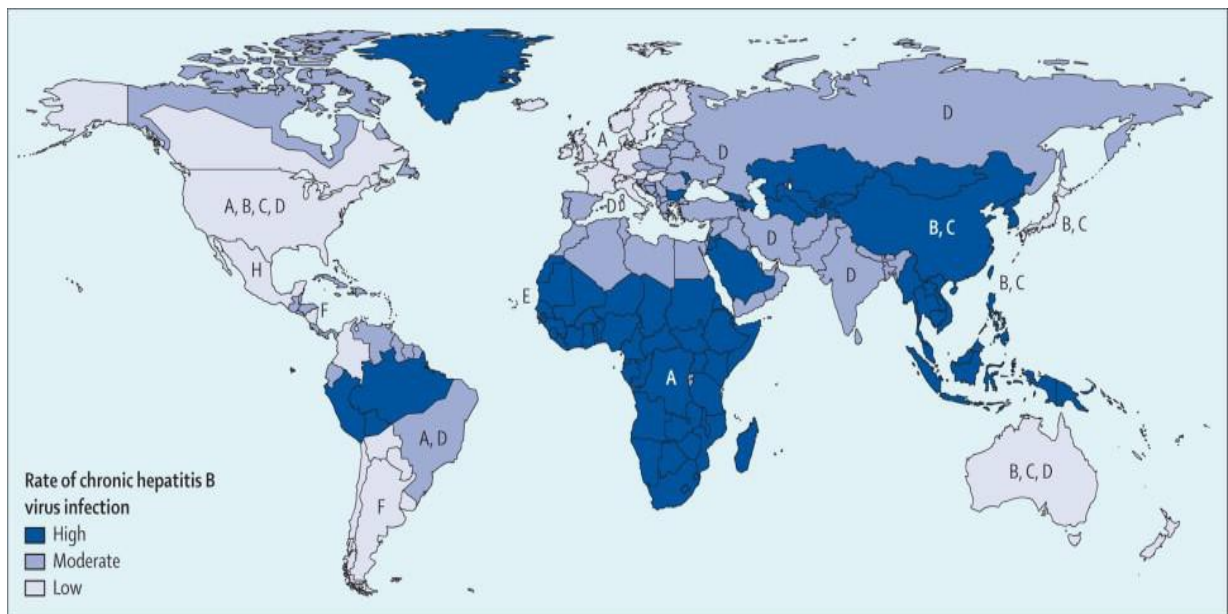 D
A
D
A, B, C, D
D
D
B, C
B, C
H
D
B, C
E
F
A
A, D
B, C, D
F
Rate of chronic hepatitis B
virus infection
High
Moderate
Low